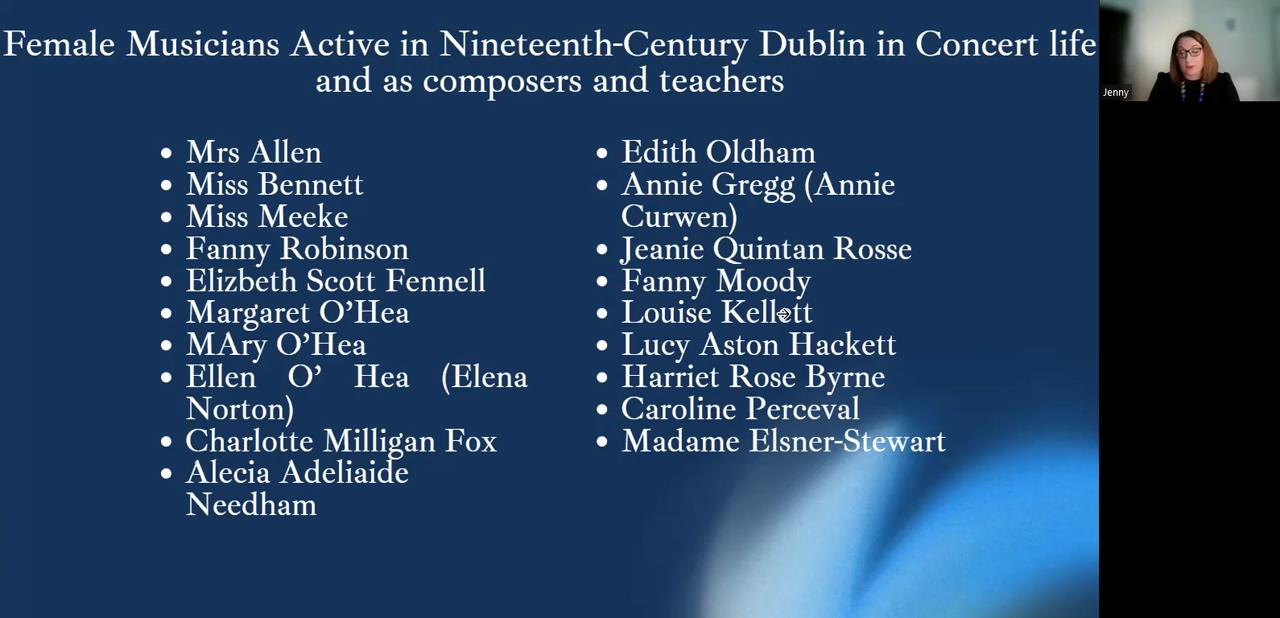 Female Musicians Active in Nineteenth-Century Dublin in Concert life
and as composers and teachers
Jenny
• Mrs Allen
• Miss Bennett
• Miss Meeke
• Fanny Robinson
• Elizbeth Scott Fennell
• Margaret O’Hea
• MAry O’Hea
• Ellen O’ Hea (Elena
Norton)
• Charlotte Milligan Fox
• Alecia Adeliaide
Needham
• Edith Oldham
• Annie Gregg (Annie
Curwen)
• Jeanie Quintan Rosse
• Fanny Moody
• Louise Kellett
• Lucy Aston Hackett
• Harriet Rose Byrne
• Caroline Perceval
• Madame Elsner-Stewart